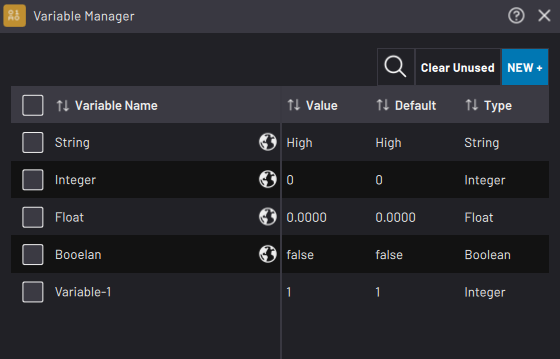 Variable Manager
Clear Unused NEW +
Variable Name Value Default Type
String High High String
Integer 0 0 Integer
Float 0.0000 0.0000 Float
Booelan false false Boolean
Variable-1 1 1 Integer